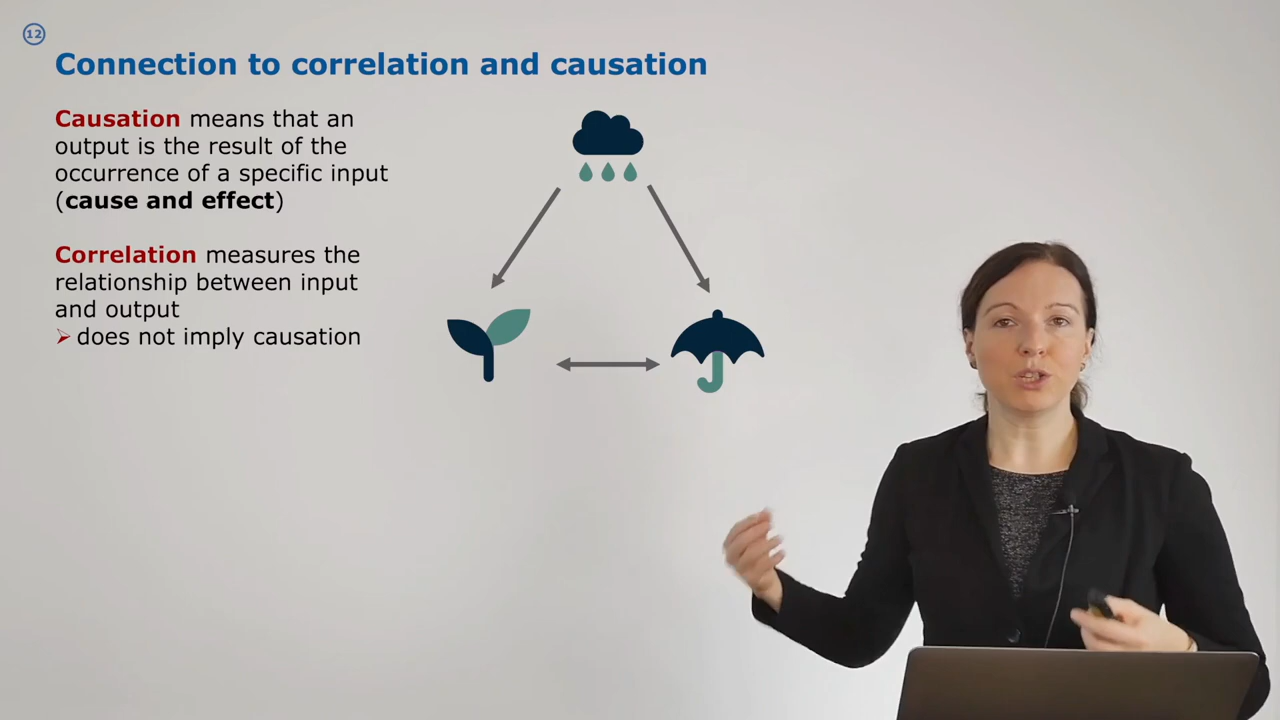 12
Connection to correlation and causation
Causation means that an
output is the result of the
occurrence of a specific input
(cause and effect)
Correlation measures the
relationship between input
and output
➢ does not imply causation